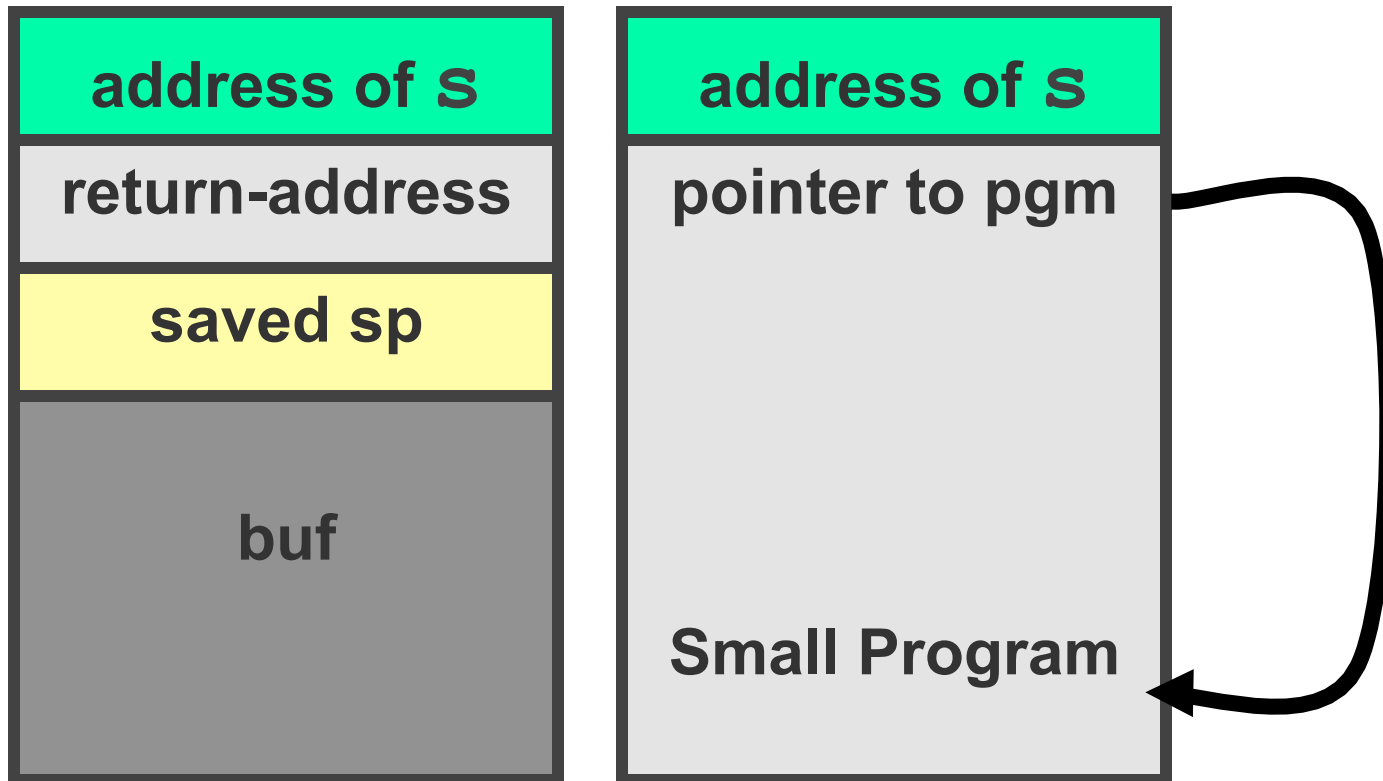 address of s
return-address
saved sp
buf
address of s
pointer to pgm
Small Program